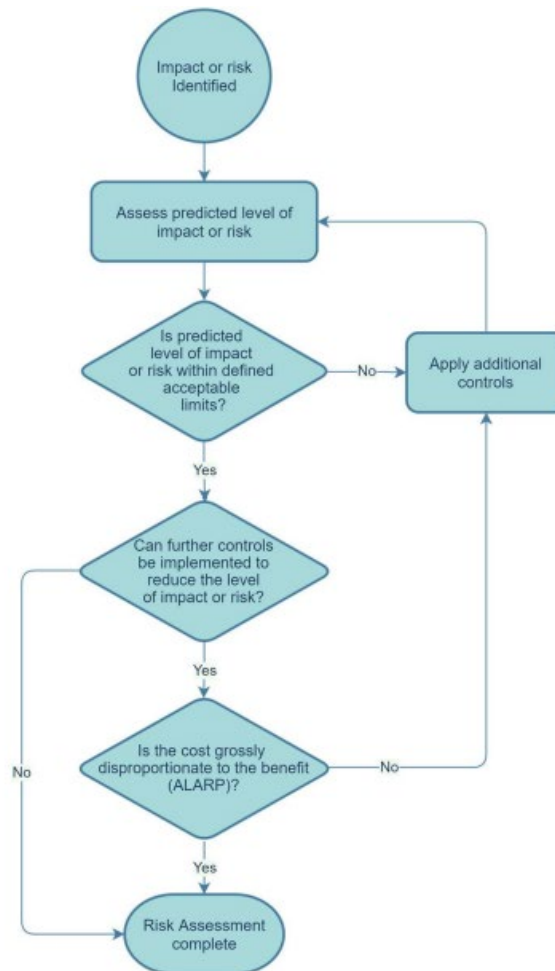 Impact or risk
Identified
Assess predicted level of
impact or risk
Is predicted
level of impact
or risk within defined
acceptable
limits?
No
Apply additional
controls
Yes
Can further controls
be implemented to
reduce the level
of impact or risk?
Yes
No
Is the cost grossly
disproportionate to the benefit
(ALARP)?
No
Yes
Risk Assessment
complete